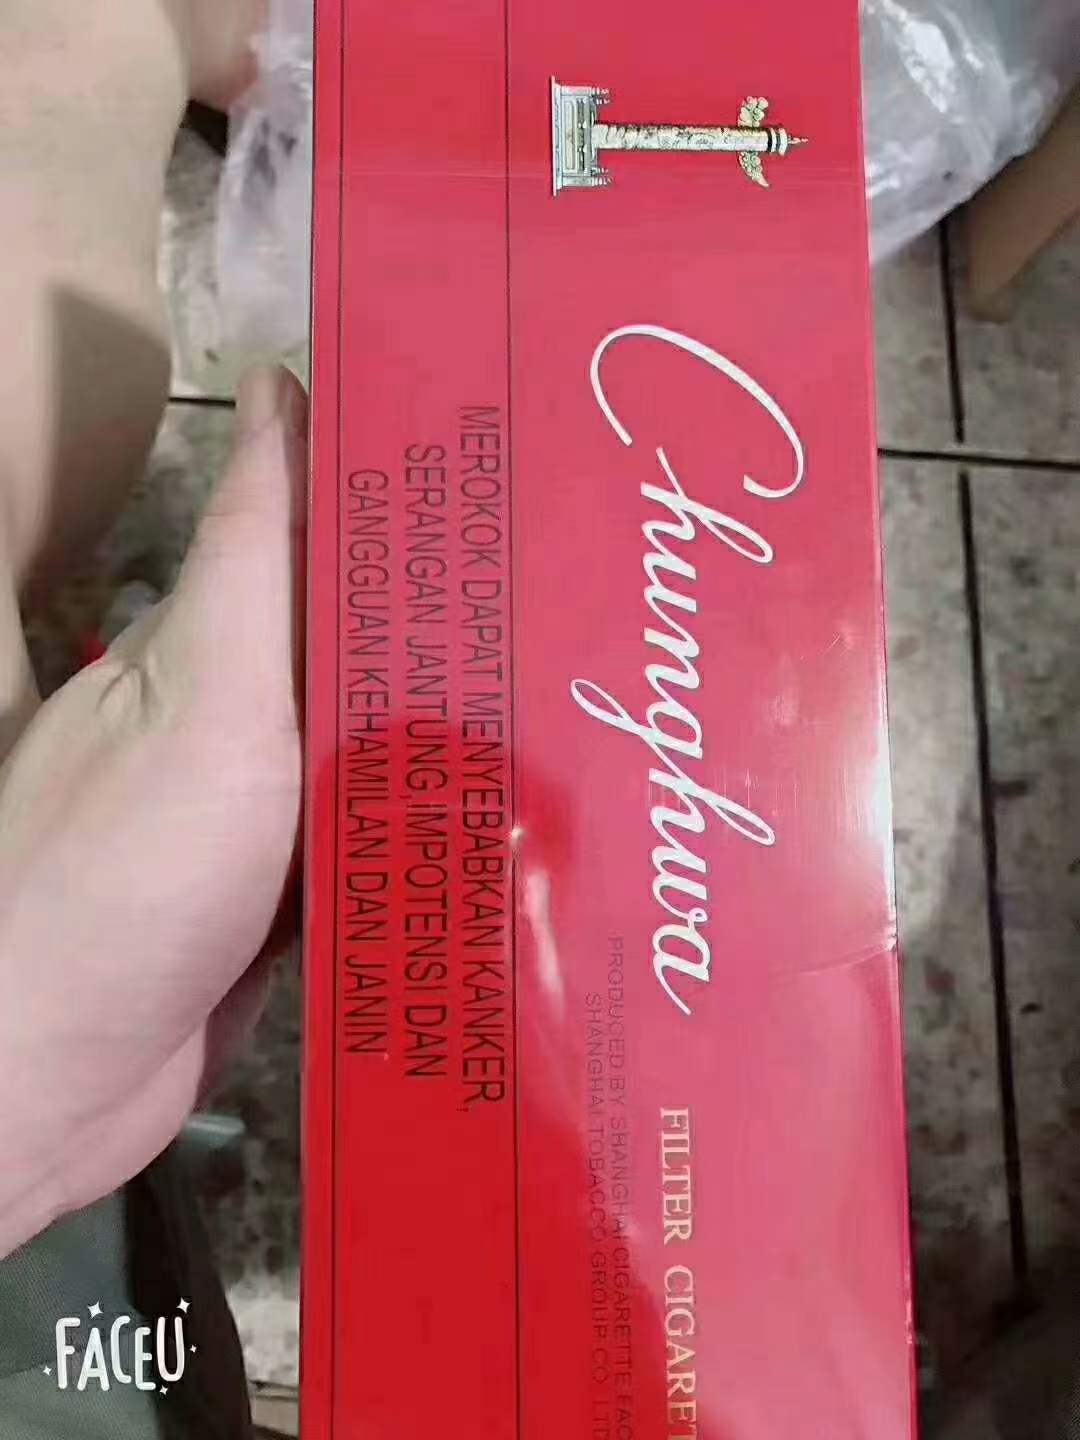 Chunghwa
FILTER CIGARET
PRODUCED BY SHANGHAI CIGARETTE FAC
SHANGHAI TOBACCO GROUP CO. LTD
MEROKOK DAPAT MENYEBABKAN KANKER,
SERANGAN JANTUNG,IMPOTENSI DAN
GANGGUAN KEHAMILAN DAN JANIN
FACEU